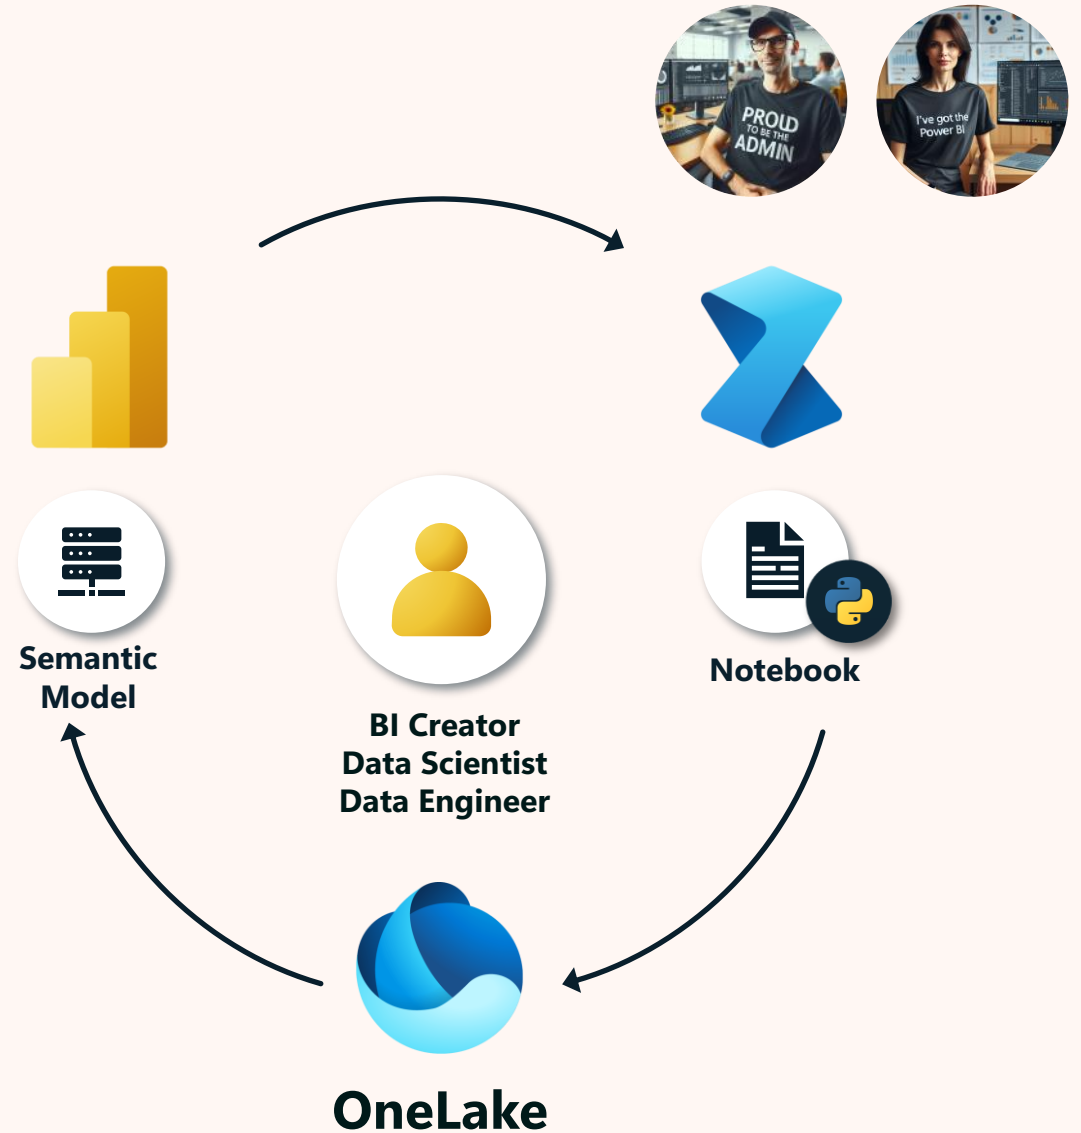 PROUD
TO BE THE
ADMIN
I've got the
Power BI
Semantic
Model
BI Creator
Data Scientist
Data Engineer
Notebook
OneLake